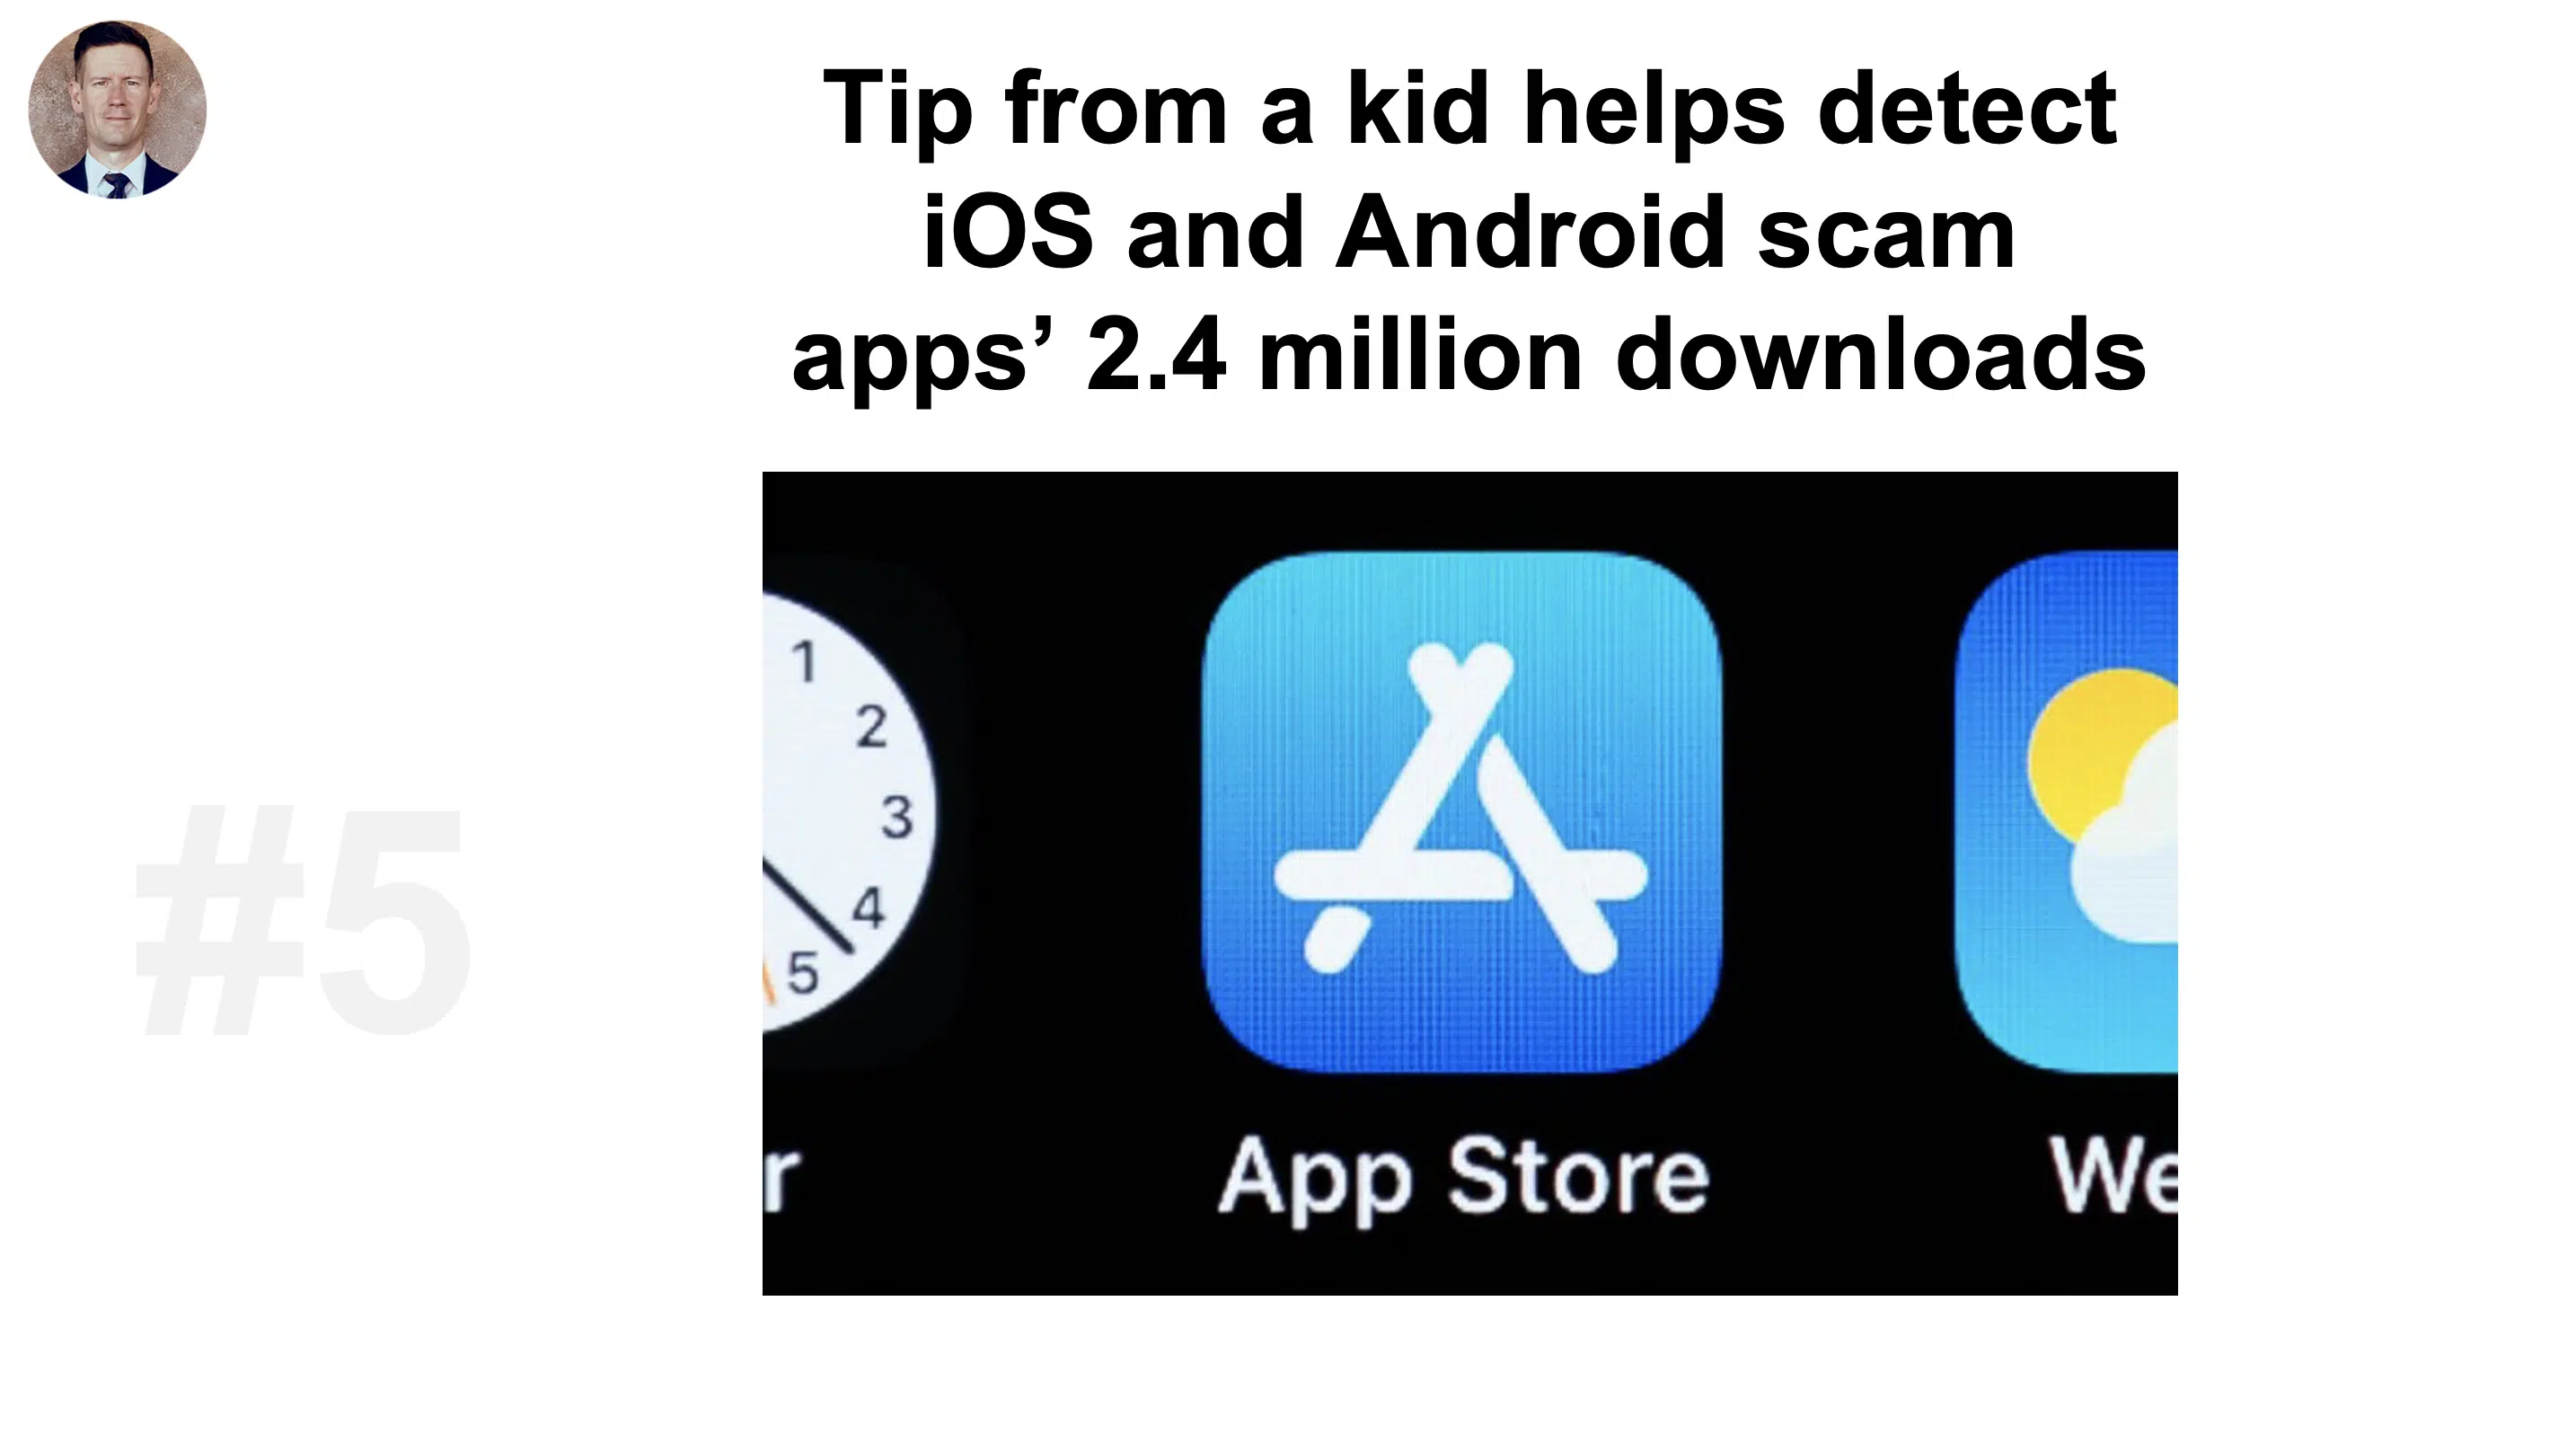 Tip from a kid helps detect
iOS and Android scam
apps’ 2.4 million downloads
#5
1
2
3
4
5
r
App Store
We